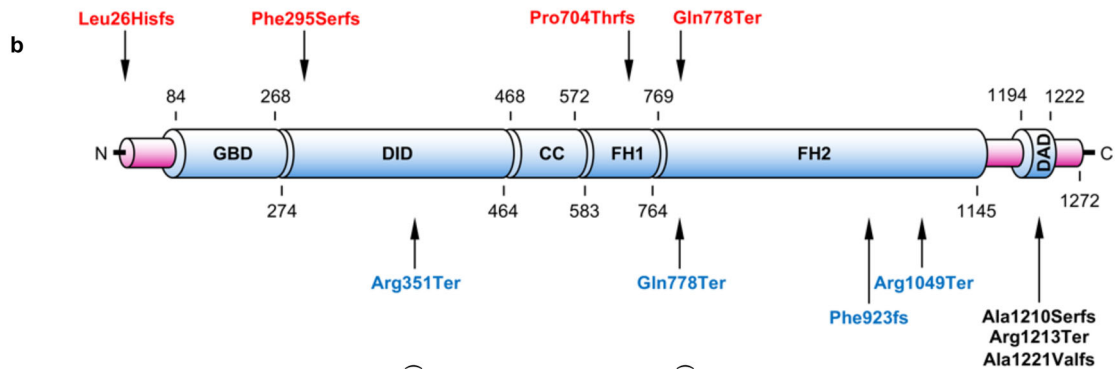 Leu26Hisfs Phe295Serfs Pro704Thrfs Gln778Ter
b
84 268 468 572 769 1194 1222
N GBD DID CC FH1 FH2 DAD C
274 464 583 764 1145 1272
Arg351Ter Gln778Ter Arg1049Ter
Phe923fs Ala1210Serfs
Arg1213Ter
Ala1221Valfs